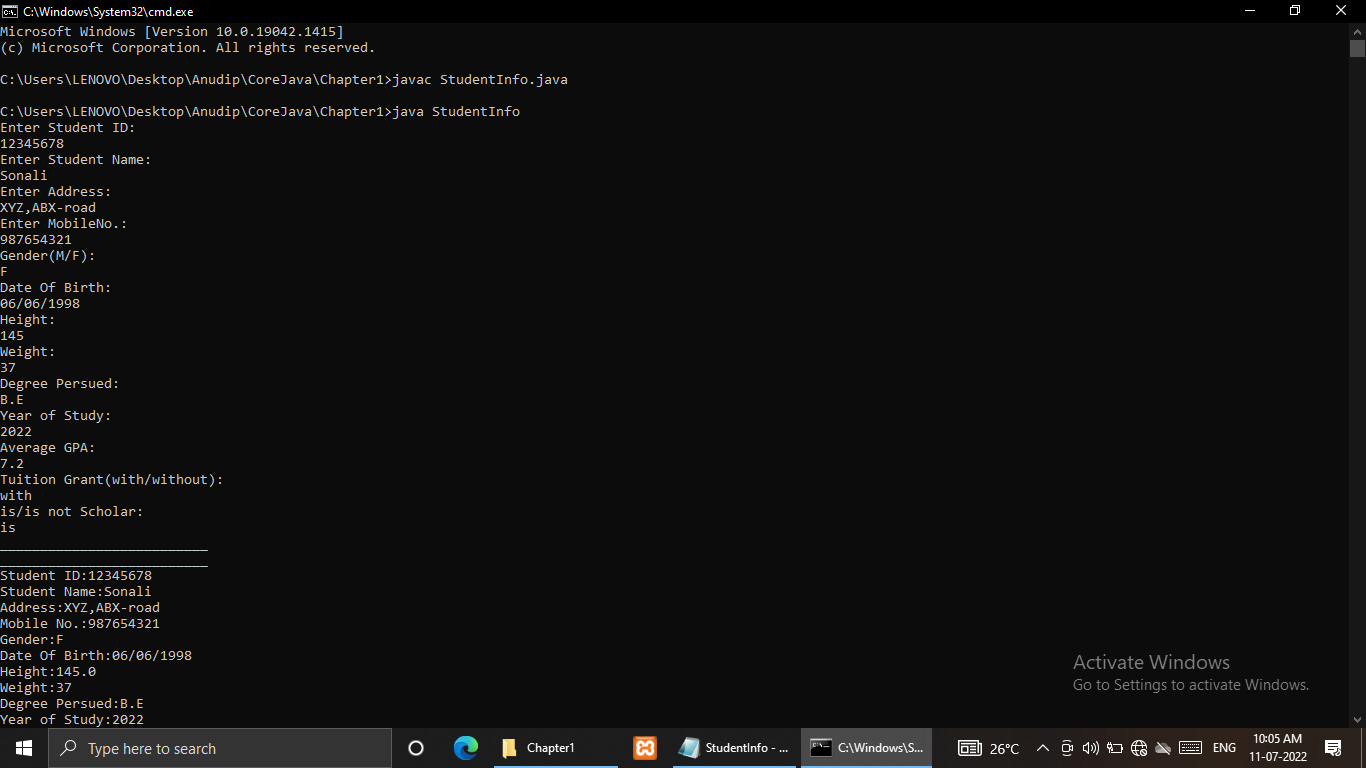 C:\Windows\System32\cmd.exe
Microsoft Windows [Version 10.0.19042.1415]
(c) Microsoft Corporation. All rights reserved.
C:\Users\LENOVO\Desktop\Anudip\CoreJava\Chapter1>javac StudentInfo.java
C:\Users\LENOVO\Desktop\Anudip\CoreJava\Chapter1>java StudentInfo
Enter Student ID:
12345678
Enter Student Name:
Sonali
Enter Address:
XYZ,ABX-road
Enter MobileNo.:
987654321
Gender(M/F):
F
Date Of Birth:
06/06/1998
Height:
145
Weight:
37
Degree Persued:
B.E
Year of Study:
2022
Average GPA:
7.2
Tuition Grant(with/without):
with
is/is not Scholar:
is
__________________________
__________________________
Student ID:12345678
Student Name:Sonali
Address:XYZ,ABX-road
Mobile No.:987654321
Gender:F
Date Of Birth:06/06/1998
Height:145.0
Weight:37
Degree Persued:B.E
Year of Study:2022
Activate Windows
Go to Settings to activate Windows.
Type here to search
Chapter1
StudentInfo - ...
C:\Windows\S...
26°C
ENG
10:05 AM
11-07-2022